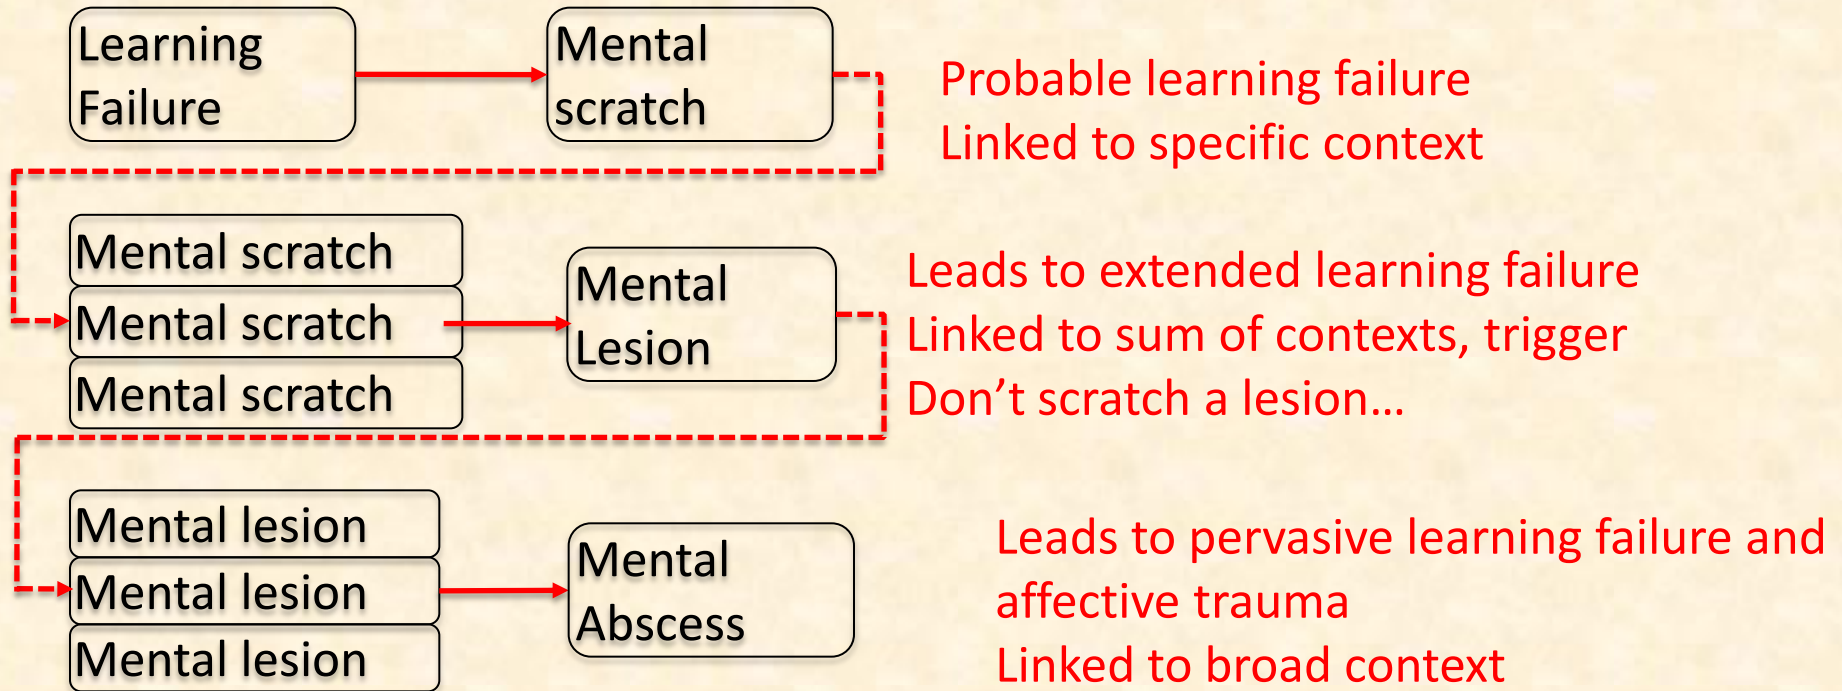 Learning
Failure
Mental
scratch
Probable learning failure
Linked to specific context
Mental scratch
Mental scratch
Mental scratch
Mental
Lesion
Leads to extended learning failure
Linked to sum of contexts, trigger
Don’t scratch a lesion…
Mental lesion
Mental lesion
Mental lesion
Mental
Abscess
Leads to pervasive learning failure and
affective trauma
Linked to broad context